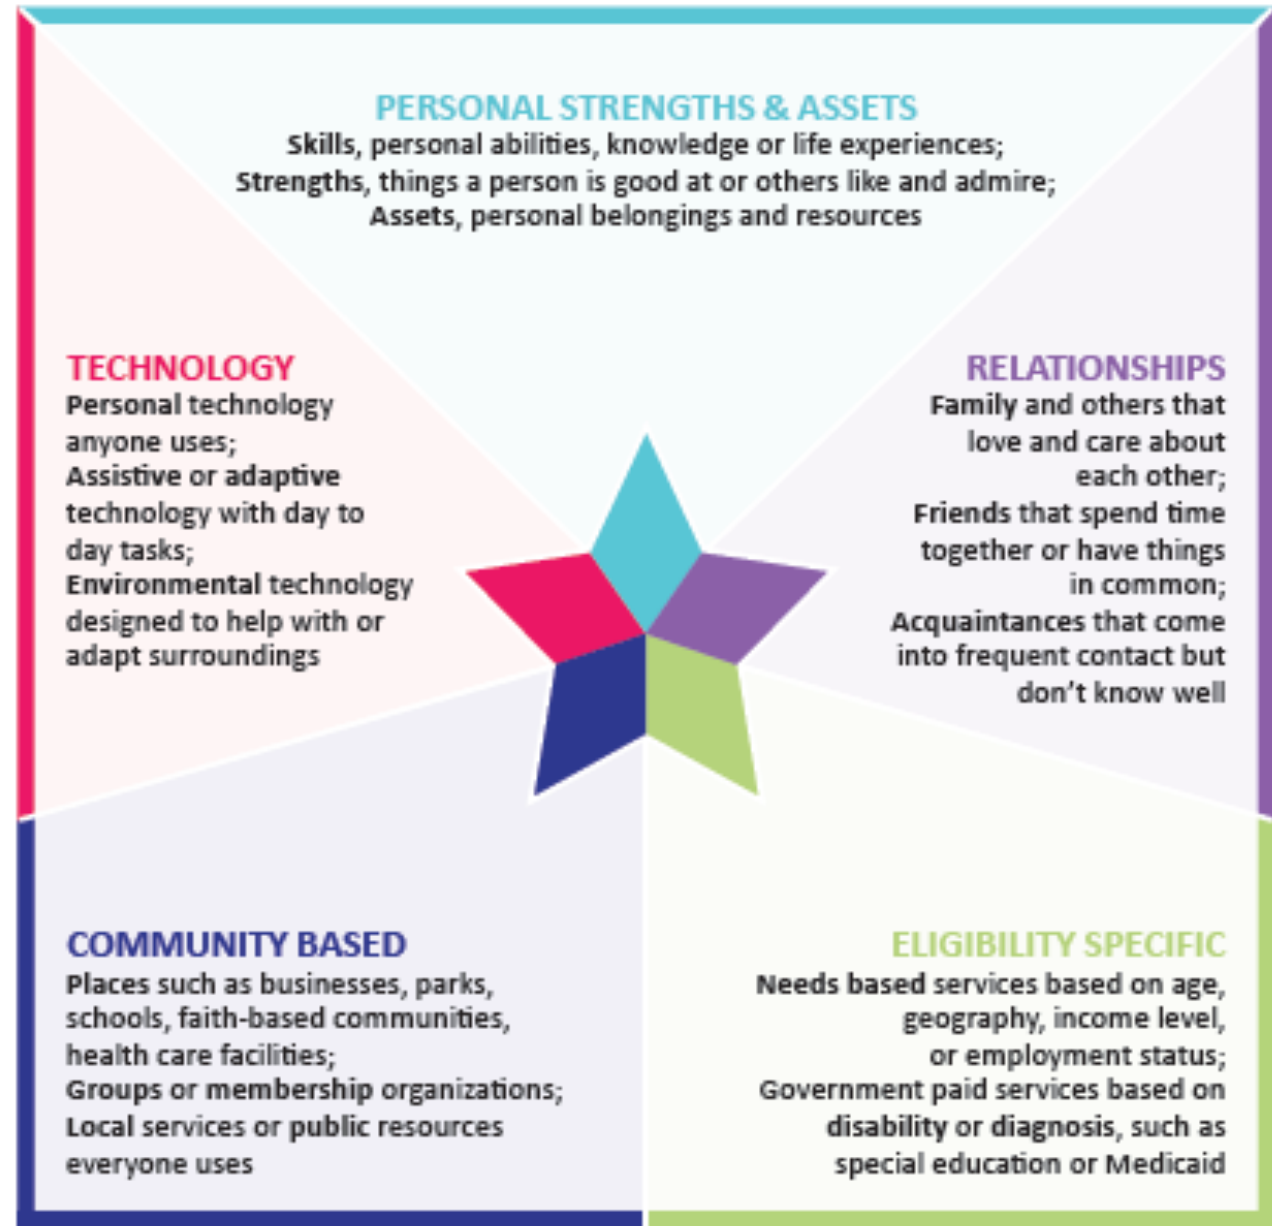 PERSONAL STRENGTHS & ASSETS
Skills, personal abilities, knowledge or life experiences;
Strengths, things a person is good at or others like and admire;
Assets, personal belongings and resources
TECHNOLOGY
Personal technology
anyone uses;
Assistive or adaptive
technology with day to
day tasks;
Environmental technology
designed to help with or
adapt surroundings
RELATIONSHIPS
Family and others that
love and care about
each other;
Friends that spend time
together or have things
in common;
Acquaintances that come
into frequent contact but
don't know well
COMMUNITY BASED
Places such as businesses, parks,
schools, faith-based communities,
health care facilities;
Groups or membership organizations;
Local services or public resources
everyone uses
ELIGIBILITY SPECIFIC
Needs based services based on age,
geography, income level,
or employment status;
Government paid services based on
disability or diagnosis, such as
special education or Medicaid